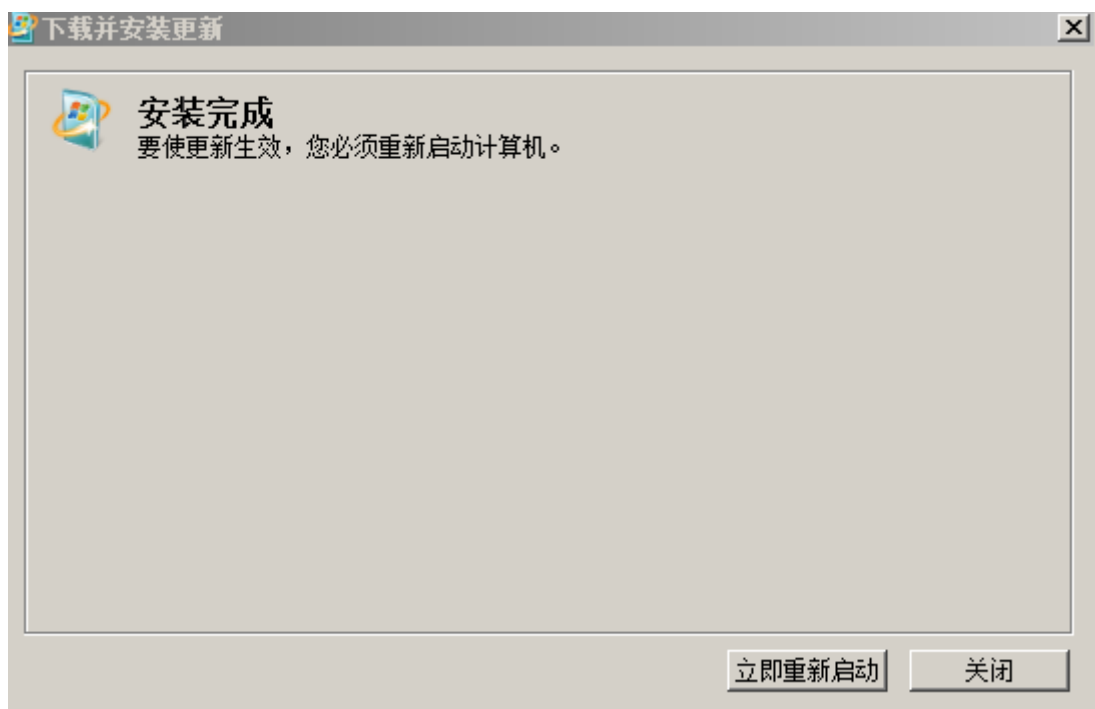 下载并安装更新
安装完成
要使更新生效，您必须重新启动计算机。
立即重新启动
关闭